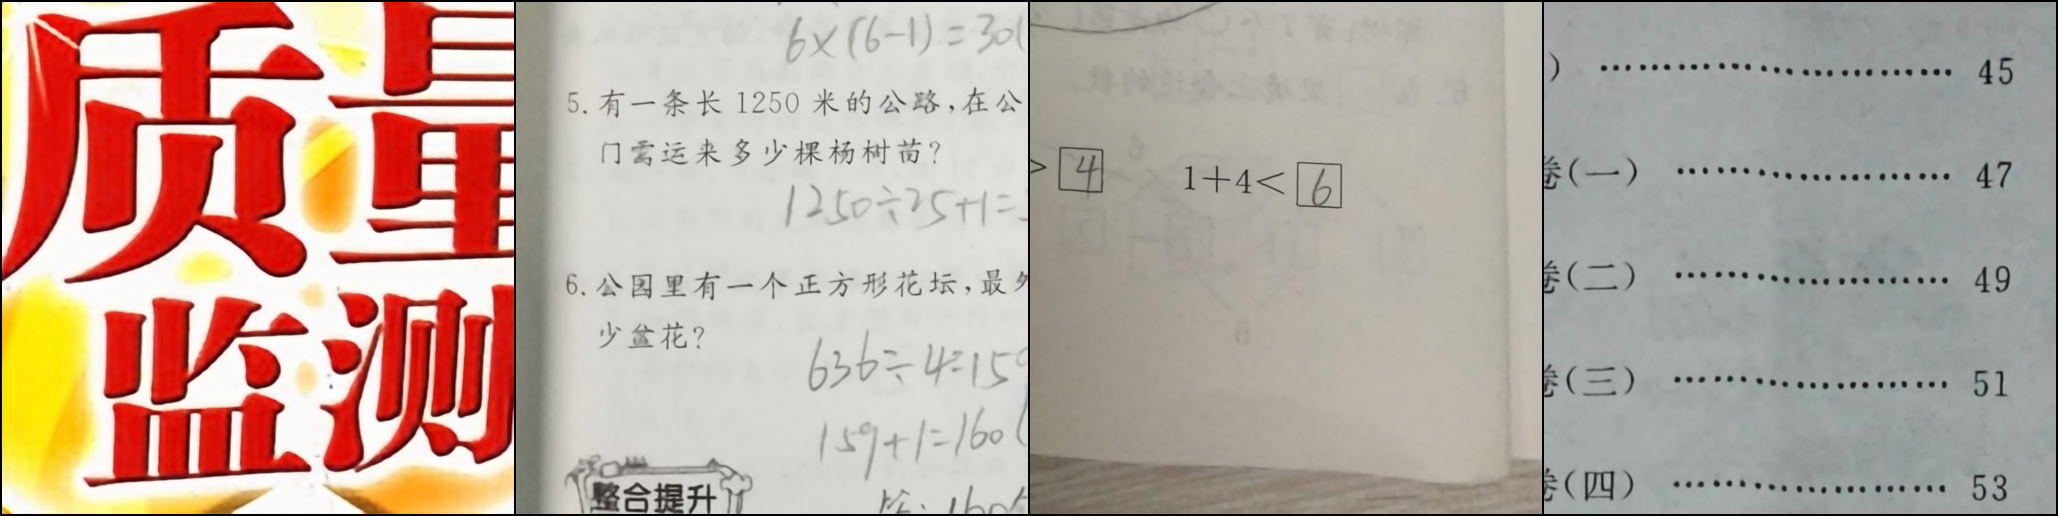 质量
监测
6×(6-1)=30(
5.有一条长 1250 米的公路,在公
门需运来多少棵杨树苗?
1250÷25+1=
6.公园里有一个正方形花坛,最外
少盆花?
636÷4=159
159+1=160(
整合提升
答:160
> 4 1+4< 6
) 45
卷(一) 47
卷(二) 49
卷(三) 51
卷(四) 53